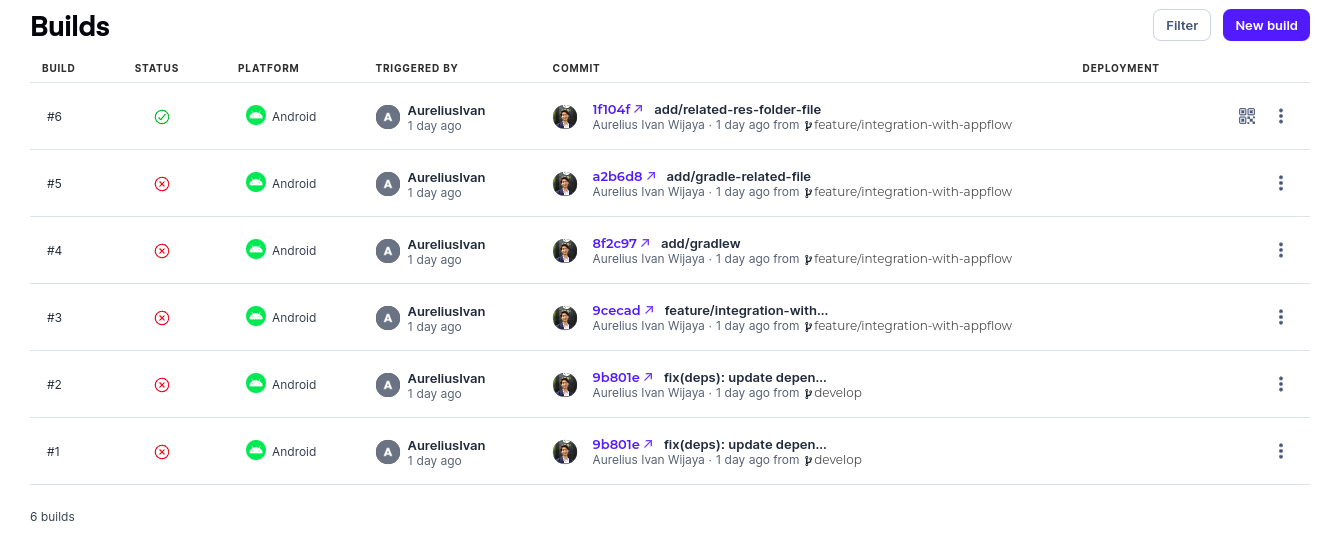 Builds
Filter
New build
BUILD STATUS PLATFORM TRIGGERED BY COMMIT DEPLOYMENT
#6 Android A AureliusIvan 1f104f add/related-res-folder-file
1 day ago Aurelius Ivan Wijaya · 1 day ago from feature/integration-with-appflow
#5 Android A AureliusIvan a2b6d8 add/gradle-related-file
1 day ago Aurelius Ivan Wijaya · 1 day ago from feature/integration-with-appflow
#4 Android A AureliusIvan 8f2c97 add/gradlew
1 day ago Aurelius Ivan Wijaya · 1 day ago from feature/integration-with-appflow
#3 Android A AureliusIvan 9cecad feature/integration-with...
1 day ago Aurelius Ivan Wijaya · 1 day ago from feature/integration-with-appflow
#2 Android A AureliusIvan 9b801e fix(deps): update depen...
1 day ago Aurelius Ivan Wijaya · 1 day ago from develop
#1 Android A AureliusIvan 9b801e fix(deps): update depen...
1 day ago Aurelius Ivan Wijaya · 1 day ago from develop
6 builds